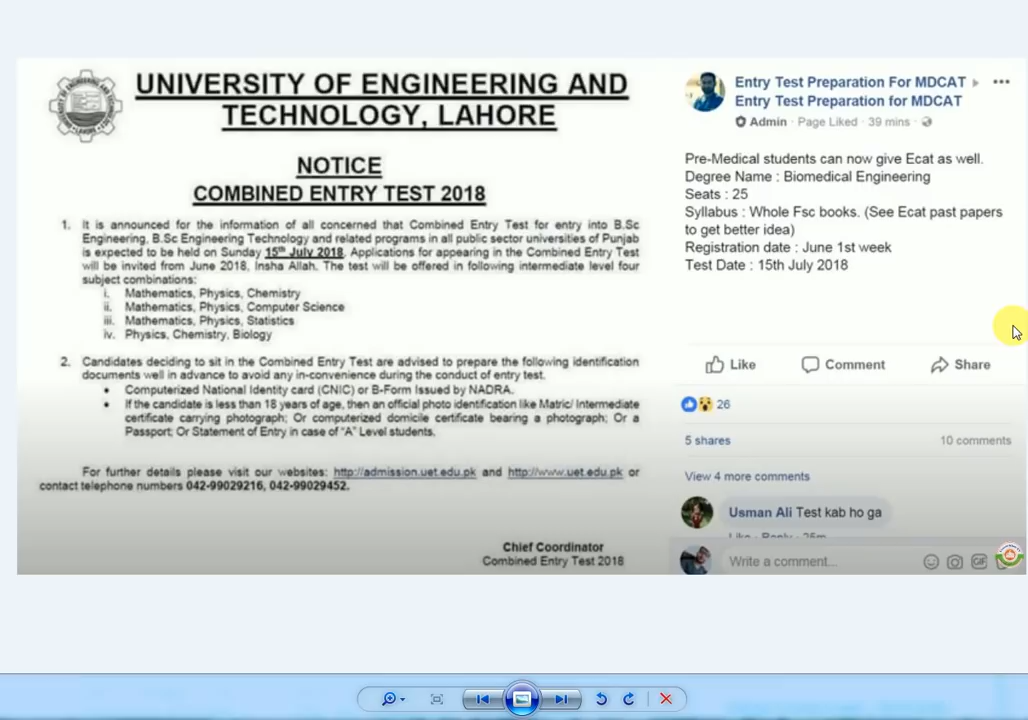 UNIVERSITY OF ENGINEERING AND
TECHNOLOGY, LAHORE
NOTICE
COMBINED ENTRY TEST 2018
1. It is announced for the information of all concerned that Combined Entry Test for entry into B.Sc
Engineering, B.Sc Engineering Technology and related programs in all public sector universities of Punjab
is expected to be held on Sunday 15th July 2018. Applications for appearing in the Combined Entry Test
will be invited from June 2018, Insha Allah. The test will be offered in following intermediate level four
subject combinations:
i. Mathematics, Physics, Chemistry
ii. Mathematics, Physics, Computer Science
iii. Mathematics, Physics, Statistics
iv. Physics, Chemistry, Biology
2. Candidates deciding to sit in the Combined Entry Test are advised to prepare the following identification
documents well in advance to avoid any in-convenience during the conduct of entry test.
• Computerized National Identity card (CNIC) or B-Form Issued by NADRA.
• If the candidate is less than 18 years of age, then an official photo identification like Matric/ Intermediate
certificate carrying photograph; Or computerized domicile certificate bearing a photograph; Or a
Passport; Or Statement of Entry in case of "A" Level students.
For further details please visit our websites: http://admission.uet.edu.pk and http://www.uet.edu.pk or
contact telephone numbers 042-99029216, 042-99029452.
Chief Coordinator
Combined Entry Test 2018
Entry Test Preparation For MDCAT
Entry Test Preparation for MDCAT
Admin · Page Liked · 39 mins ·
Pre-Medical students can now give Ecat as well.
Degree Name : Biomedical Engineering
Seats : 25
Syllabus : Whole Fsc books. (See Ecat past papers
to get better idea)
Registration date : June 1st week
Test Date : 15th July 2018
Like Comment Share
26
5 shares 10 comments
View 4 more comments
Usman Ali Test kab ho ga
Like · Reply · 25m
Write a comment...
GIF